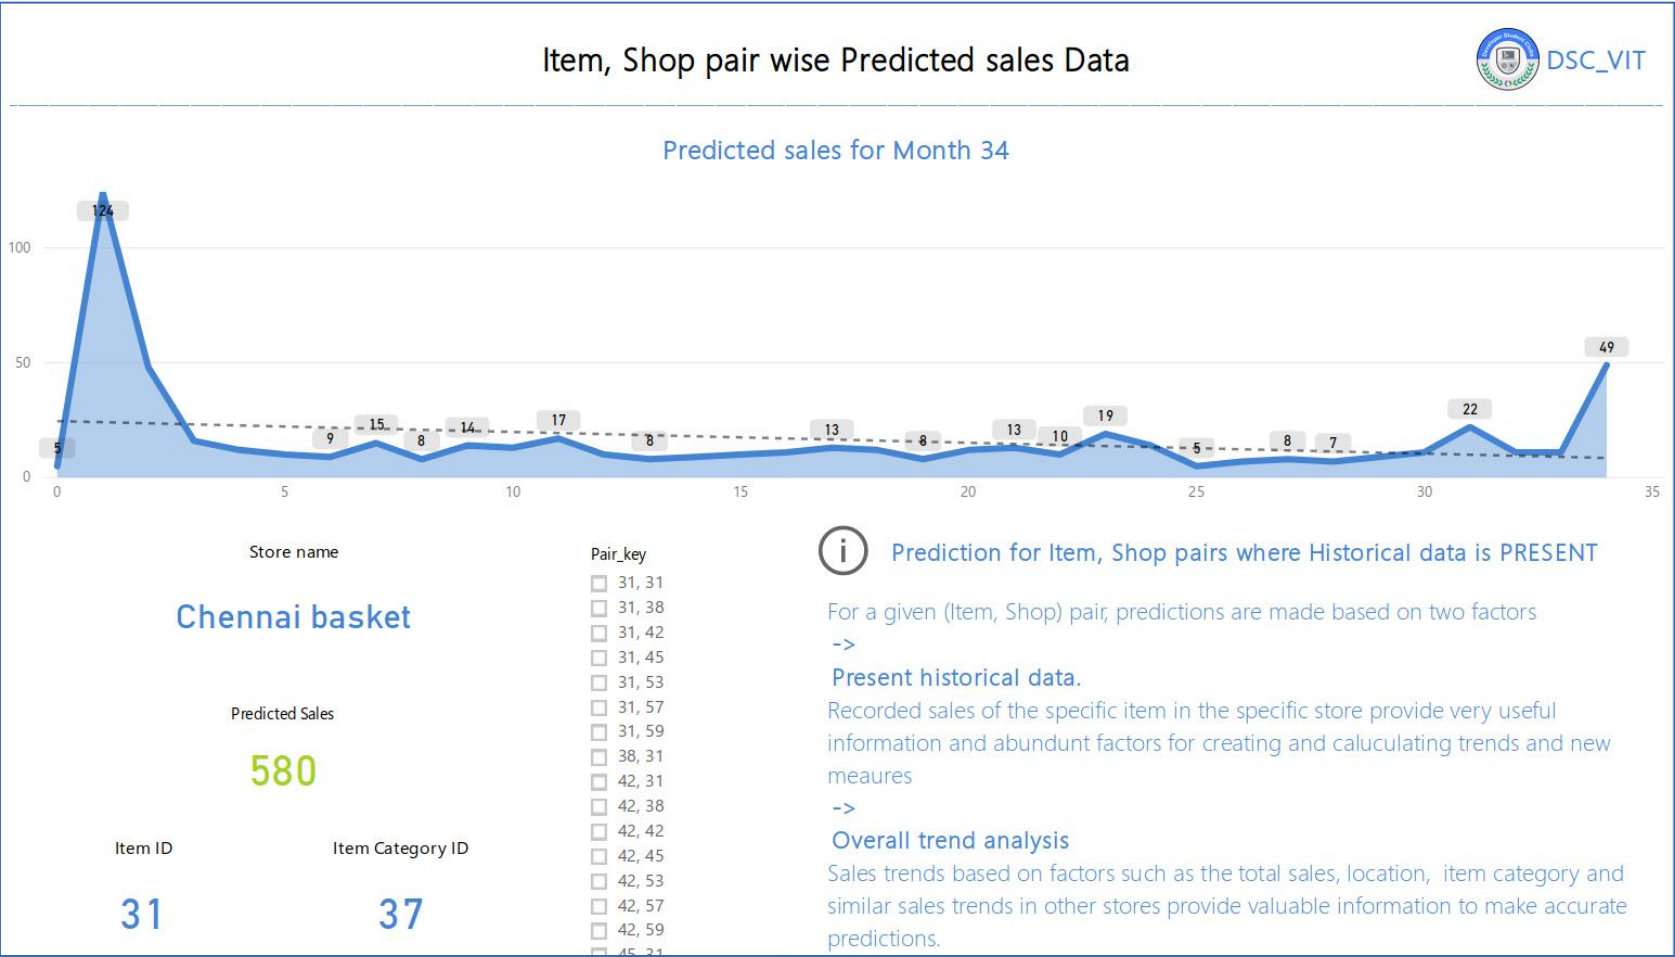 Item, Shop pair wise Predicted sales Data
DSC_VIT
Predicted sales for Month 34
100
50
0
5
124
9
15
8
14
17
8
13
8
13
10
19
5
8
7
22
49
0
5
10
15
20
25
30
35
Store name
Chennai basket
Predicted Sales
580
Item ID
Item Category ID
31
37
Pair_key
31, 31
31, 38
31, 42
31, 45
31, 53
31, 57
31, 59
38, 31
42, 31
42, 38
42, 42
42, 45
42, 53
42, 57
42, 59
45, 31
i
Prediction for Item, Shop pairs where Historical data is PRESENT
For a given (Item, Shop) pair, predictions are made based on two factors
->
Present historical data.
Recorded sales of the specific item in the specific store provide very useful
information and abundunt factors for creating and caluculating trends and new
meaures
->
Overall trend analysis
Sales trends based on factors such as the total sales, location, item category and
similar sales trends in other stores provide valuable information to make accurate
predictions.